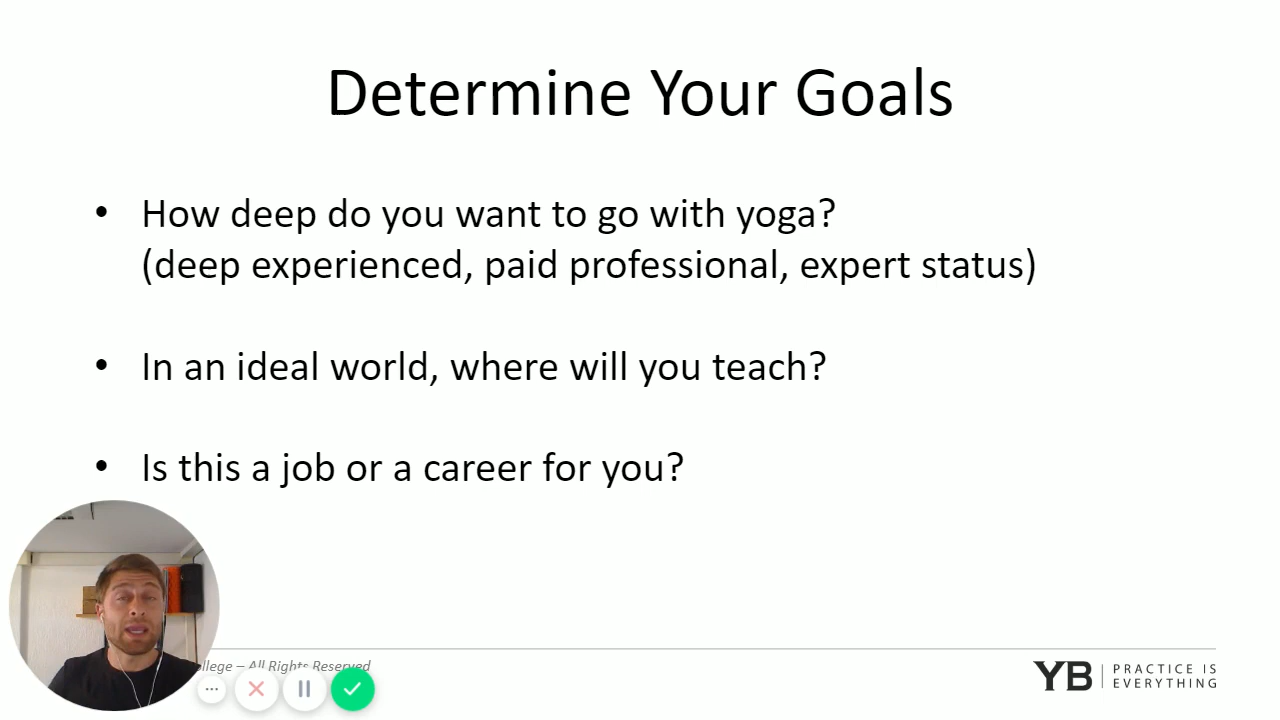 Determine Your Goals
• How deep do you want to go with yoga?
(deep experienced, paid professional, expert status)
• In an ideal world, where will you teach?
• Is this a job or a career for you?
– All Rights Reserved
YB | PRACTICE IS
EVERYTHING